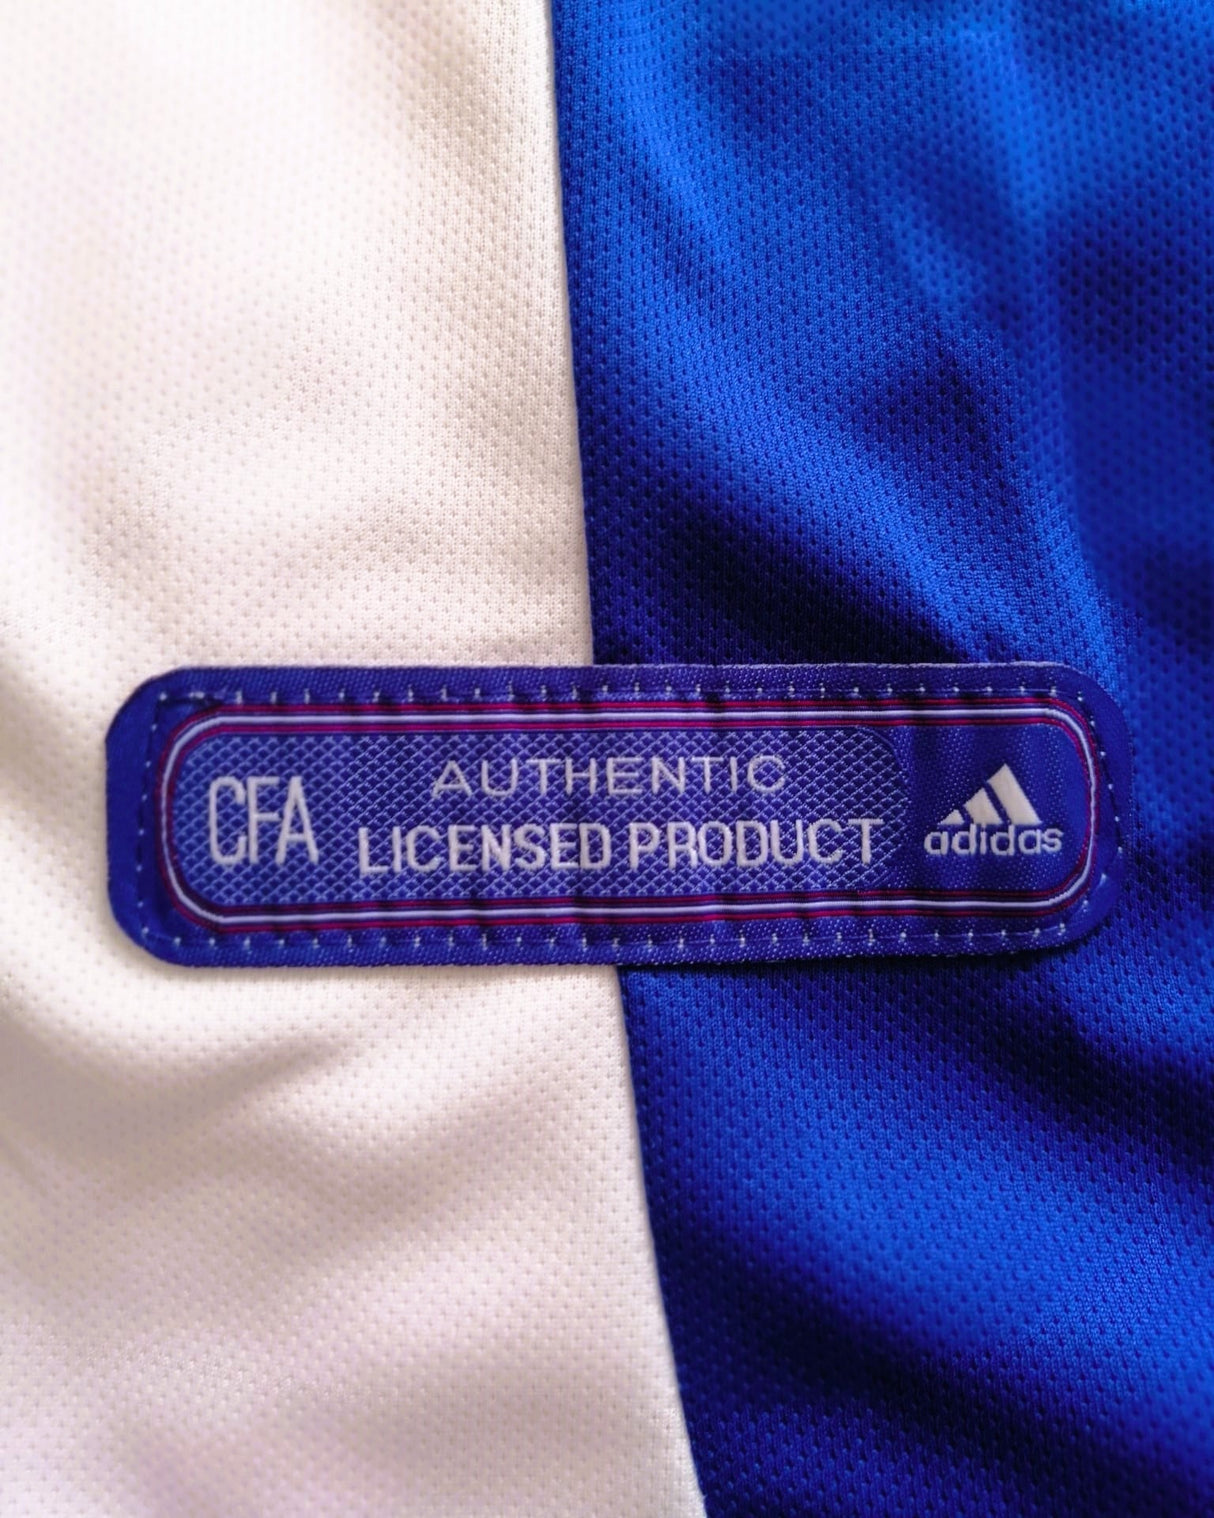 CFA
AUTHENTIC
LICENSED PRODUCT
adidas